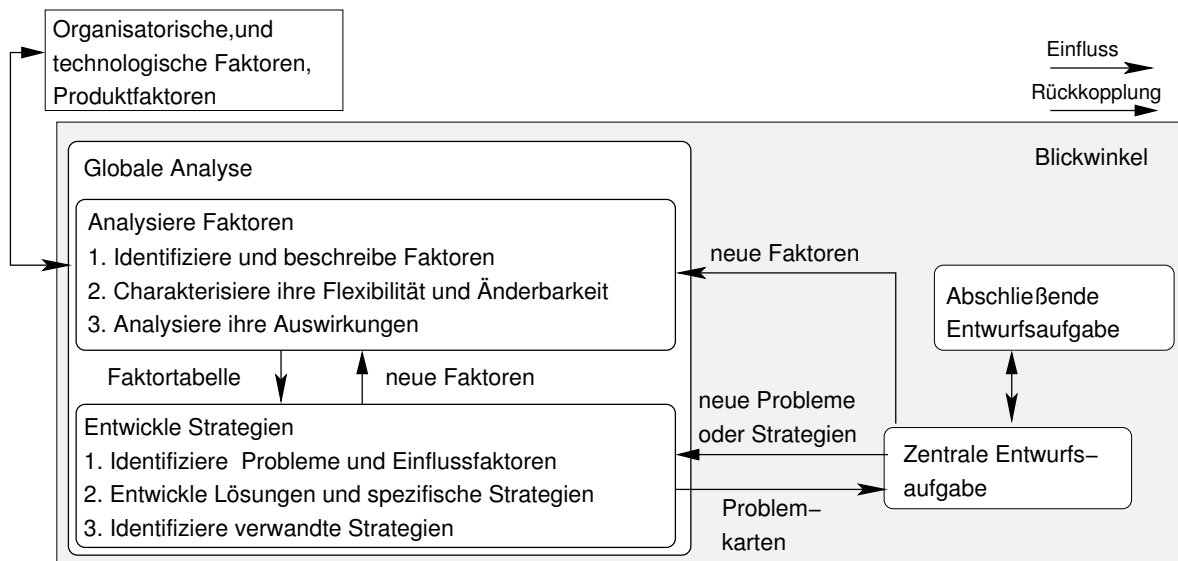 Organisatorische,und
technologische Faktoren,
Produktfaktoren
Einfluss
Rückkopplung
Blickwinkel
Globale Analyse
Analysiere Faktoren
1. Identifiziere und beschreibe Faktoren
2. Charakterisiere ihre Flexibilität und Änderbarkeit
3. Analysiere ihre Auswirkungen
neue Faktoren
Abschließende
Entwurfsaufgabe
Faktortabelle
neue Faktoren
Entwickle Strategien
1. Identifiziere Probleme und Einflussfaktoren
2. Entwickle Lösungen und spezifische Strategien
3. Identifiziere verwandte Strategien
neue Probleme
oder Strategien
Zentrale Entwurfs–
aufgabe
Problem–
karten